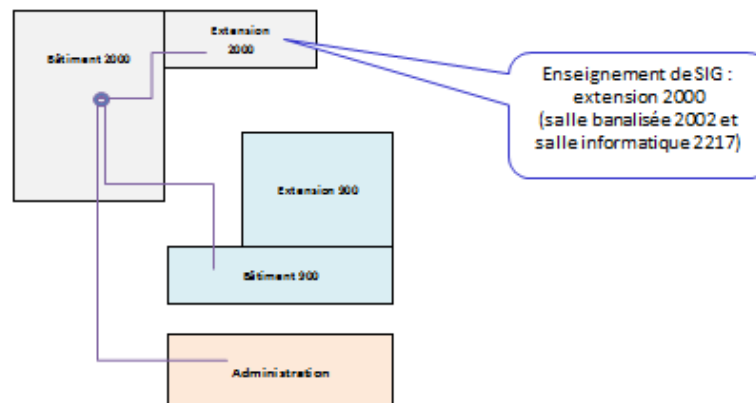 Extension
2000
Bâtiment 2000
Enseignement de SIG :
extension 2000
(salle banalisée 2002 et
salle informatique 2217)
Extension 900
Bâtiment 900
Administration